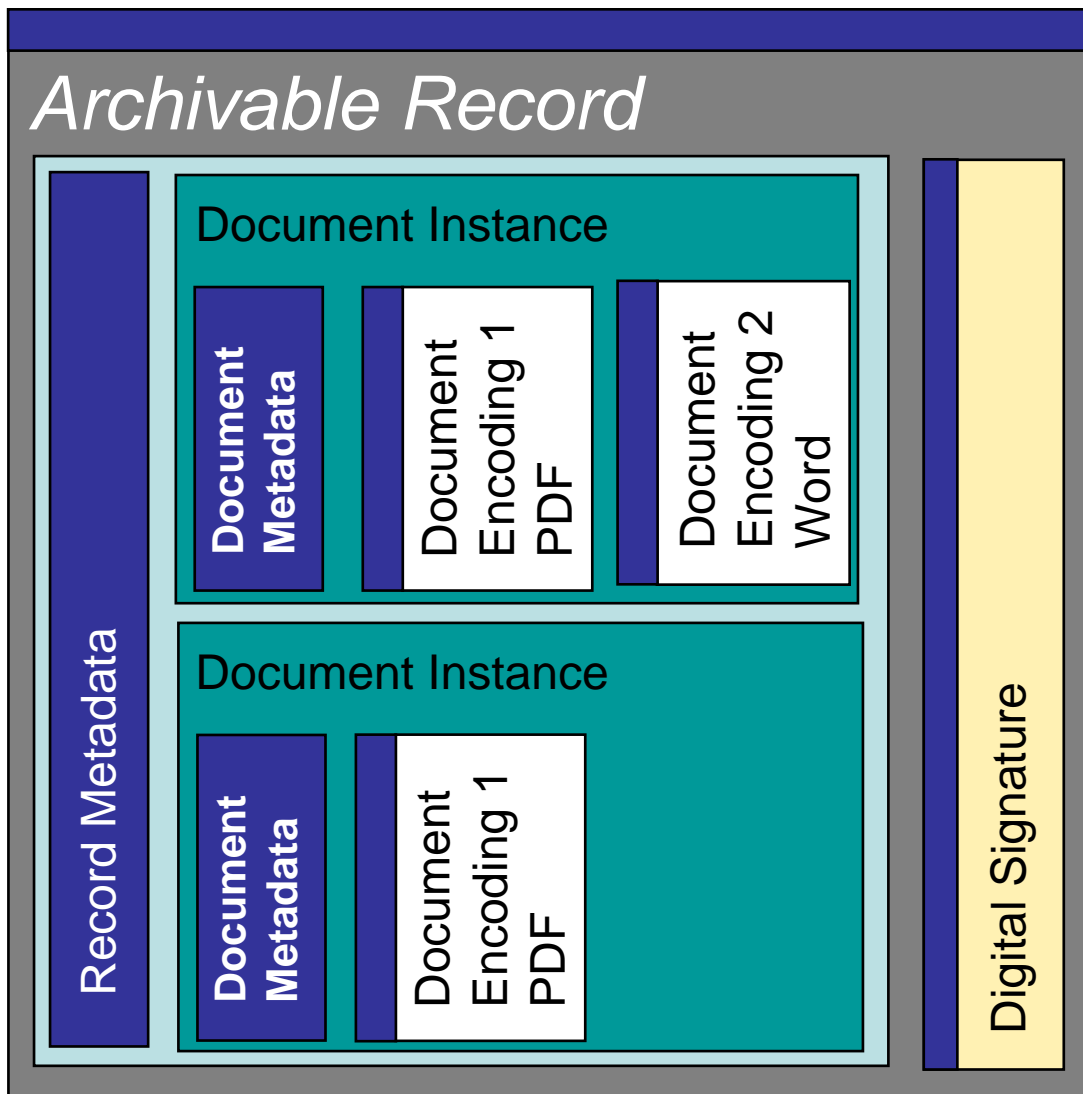 Archivable Record
Record Metadata
Document Instance
Document
Metadata
Document
Encoding 1
PDF
Document
Encoding 2
Word
Document Instance
Document
Metadata
Document
Encoding 1
PDF
Digital Signature